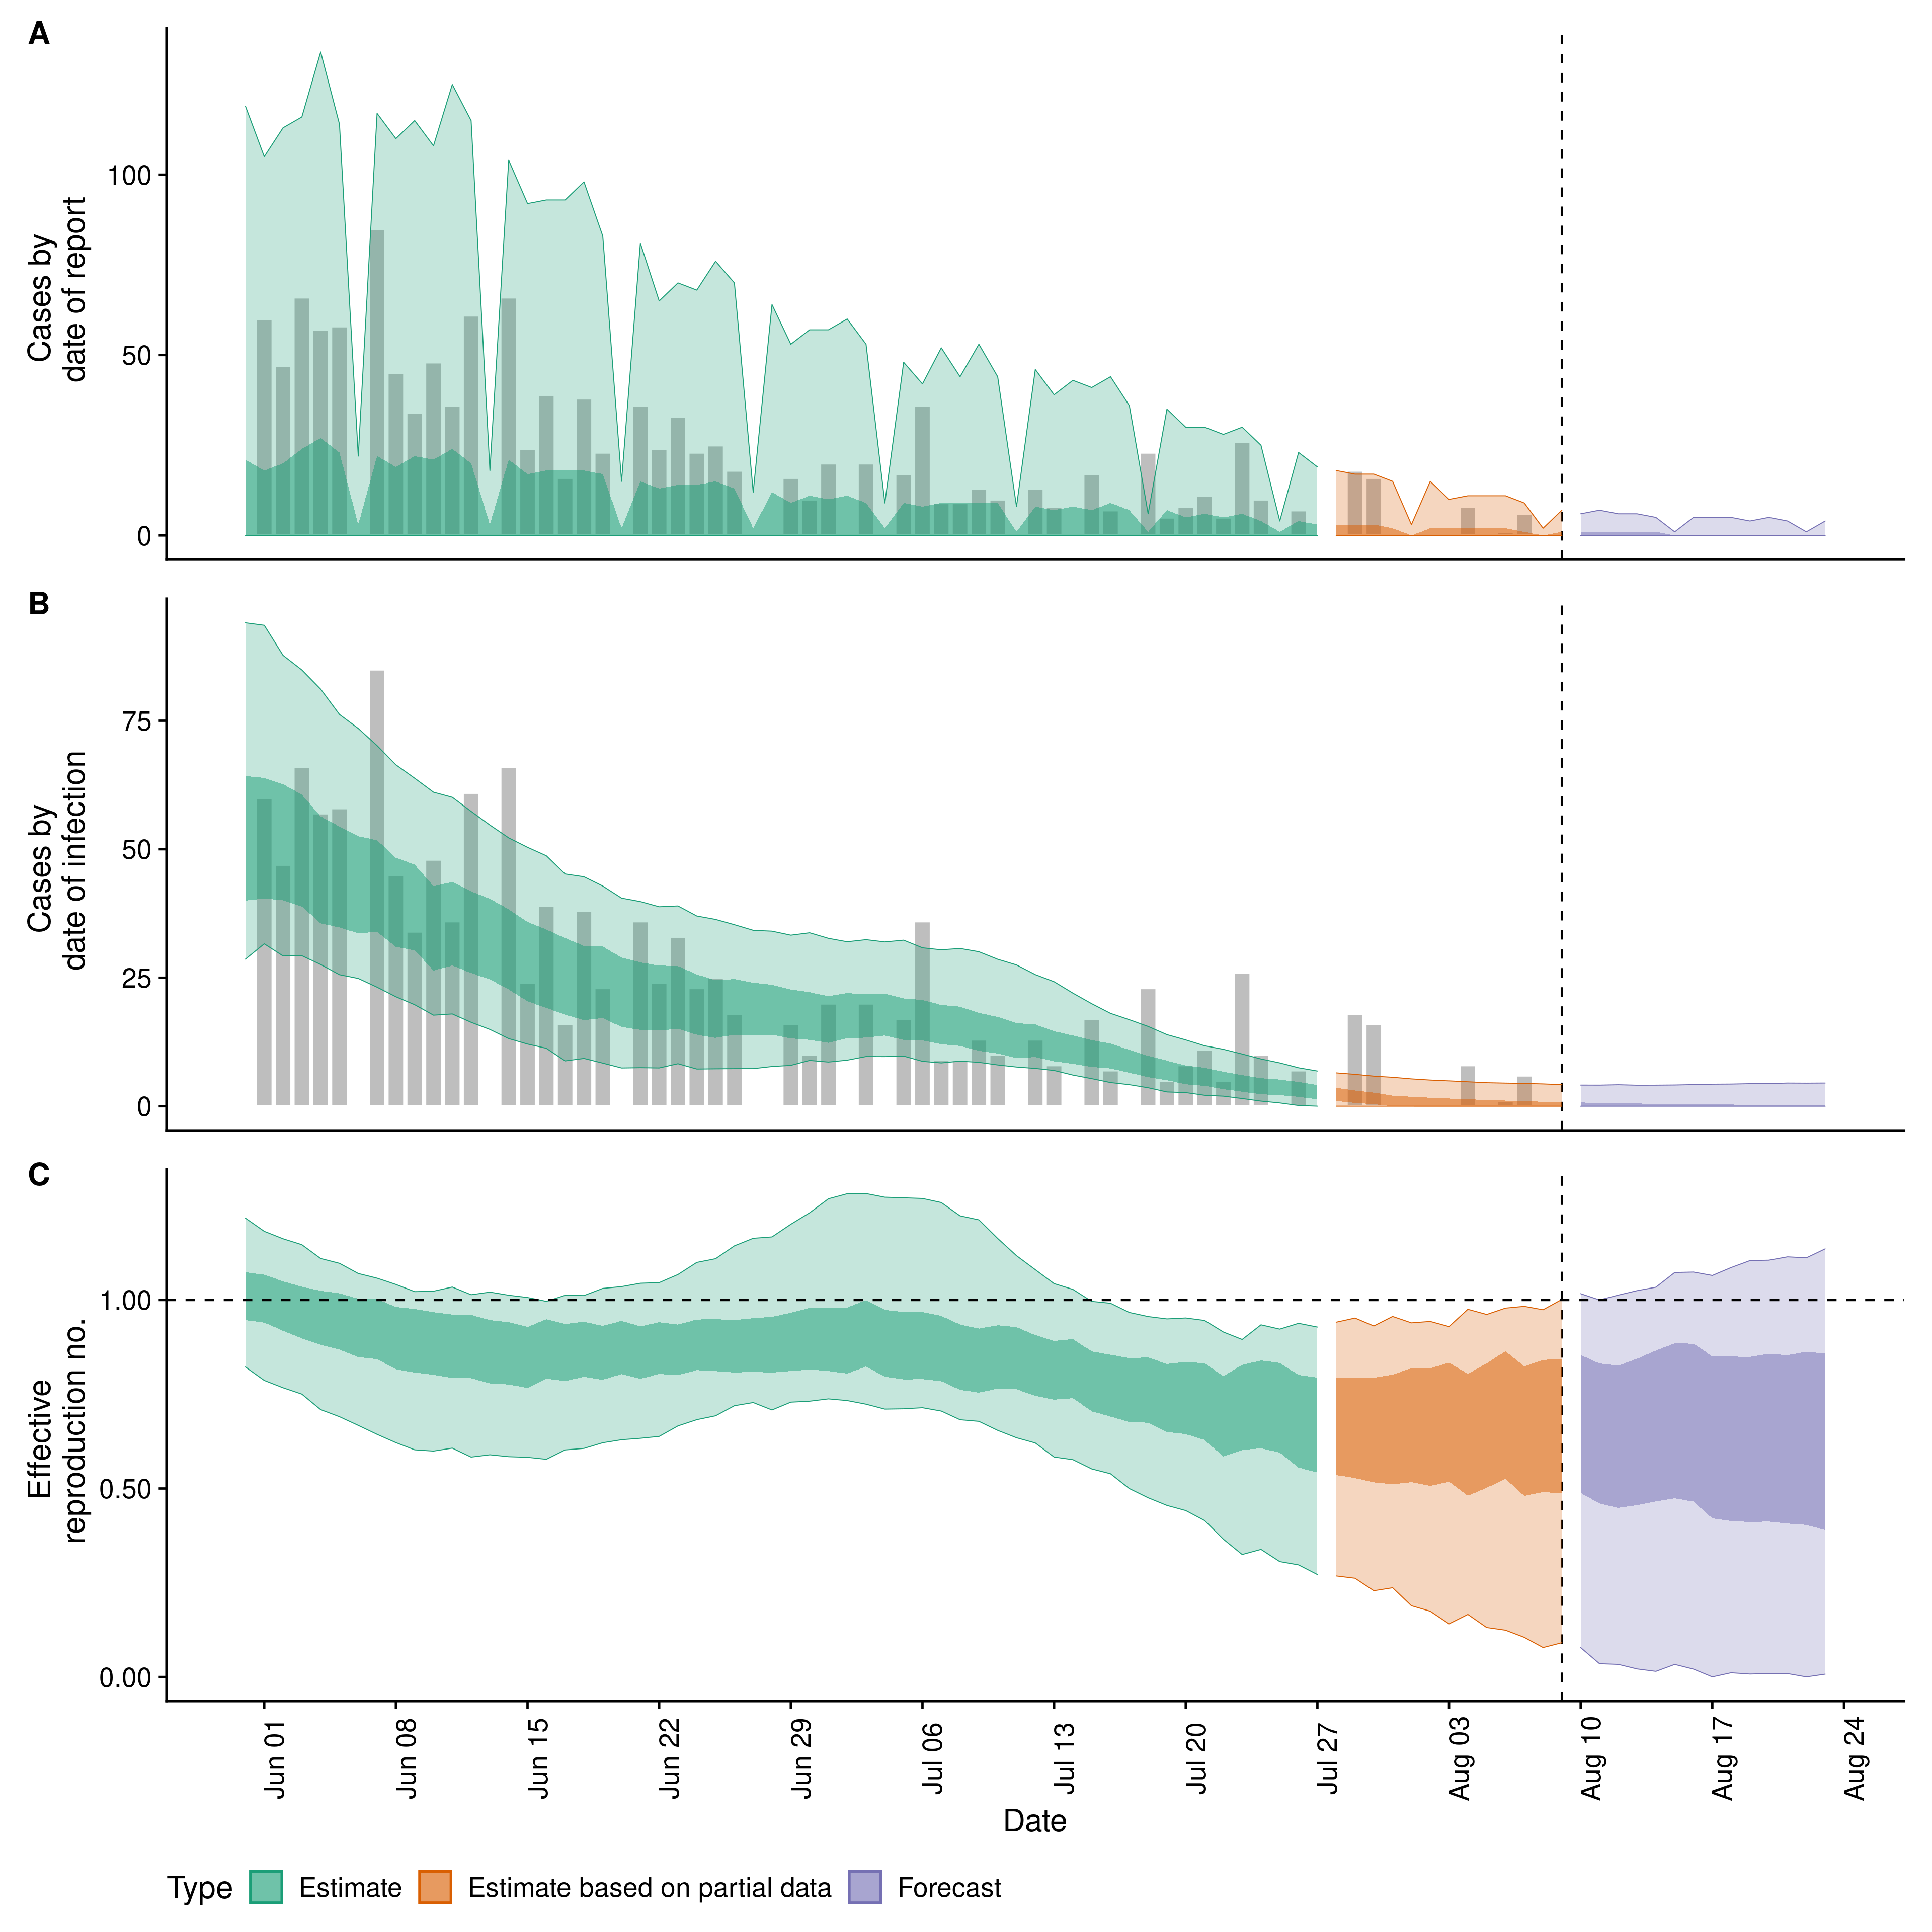 A
Cases by
date of report
100
50
0
B
Cases by
date of infection
75
50
25
0
C
Effective
reproduction no.
1.00
0.50
0.00
Jun 01
Jun 08
Jun 15
Jun 22
Jun 29
Jul 06
Jul 13
Jul 20
Jul 27
Aug 03
Aug 10
Aug 17
Aug 24
Date
Type Estimate Estimate based on partial data Forecast